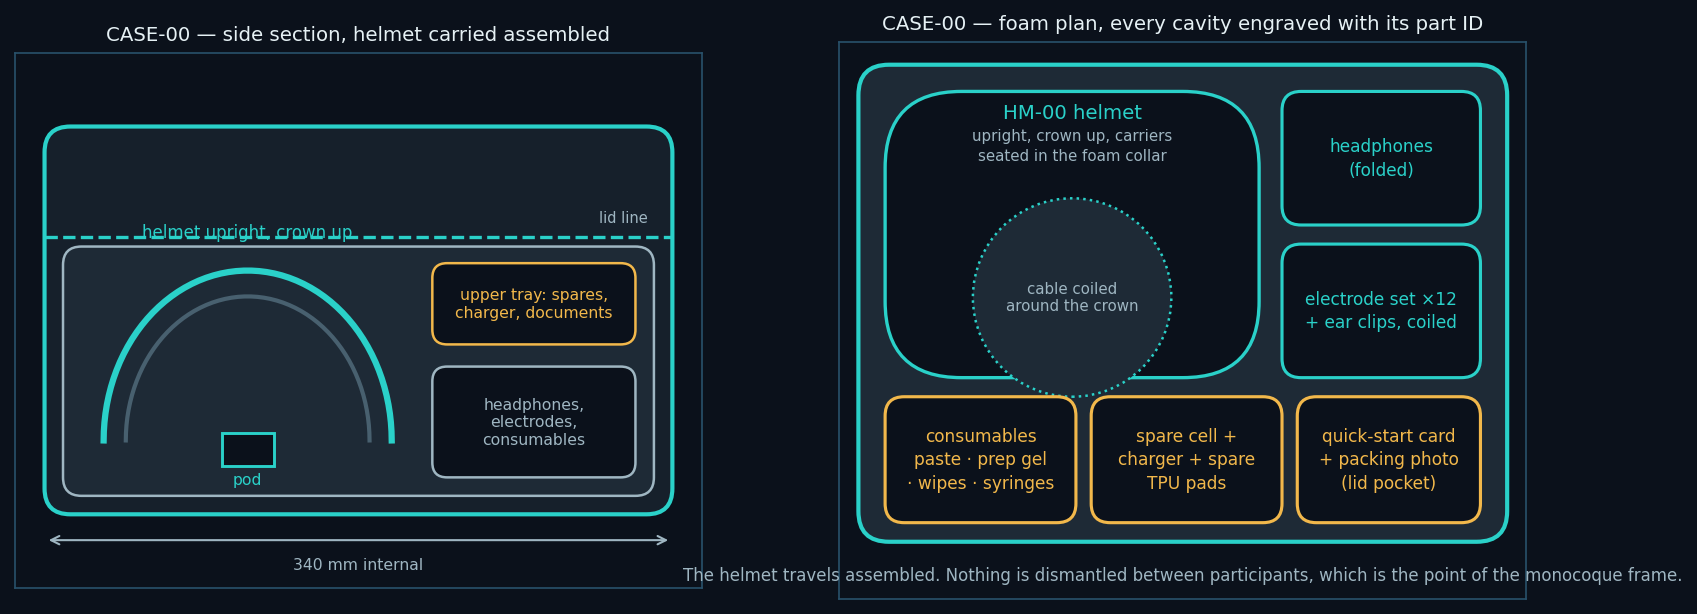 CASE-00 — side section, helmet carried assembled
lid line
helmet upright, crown up
upper tray: spares,
charger, documents
headphones,
electrodes,
consumables
pod
340 mm internal
CASE-00 — foam plan, every cavity engraved with its part ID
HM-00 helmet
upright, crown up, carriers
seated in the foam collar
cable coiled
around the crown
headphones
(folded)
electrode set ×12
+ ear clips, coiled
consumables
paste · prep gel
· wipes · syringes
spare cell +
charger + spare
TPU pads
quick-start card
+ packing photo
(lid pocket)
The helmet travels assembled. Nothing is dismantled between participants, which is the point of the monocoque frame.